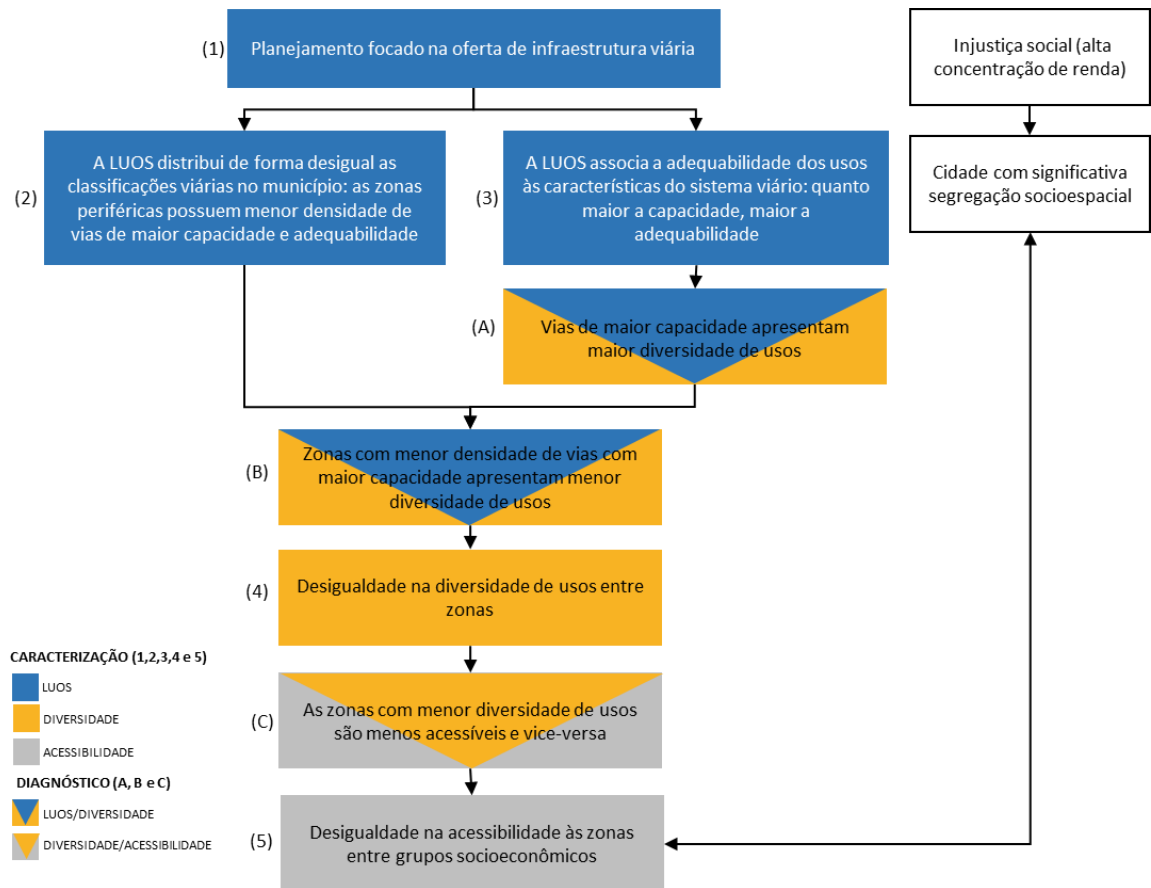 (1)
Planejamento focado na oferta de infraestrutura viária
Injustiça social (alta
concentração de renda)
(2)
A LUOS distribui de forma desigual as
classificações viárias no município: as zonas
periféricas possuem menor densidade de
vias de maior capacidade e adequabilidade
(3)
A LUOS associa a adequabilidade dos usos
às características do sistema viário: quanto
maior a capacidade, maior a
adequabilidade
Cidade com significativa
segregação socioespacial
(A)
Vias de maior capacidade apresentam
maior diversidade de usos
(B)
Zonas com menor densidade de vias com
maior capacidade apresentam menor
diversidade de usos
(4)
Desigualdade na diversidade de usos entre
zonas
(C)
As zonas com menor diversidade de usos
são menos acessíveis e vice-versa
(5)
Desigualdade na acessibilidade às zonas
entre grupos socioeconômicos
CARACTERIZAÇÃO (1,2,3,4 e 5)
LUOS
DIVERSIDADE
ACESSIBILIDADE
DIAGNÓSTICO (A, B e C)
LUOS/DIVERSIDADE
DIVERSIDADE/ACESSIBILIDADE